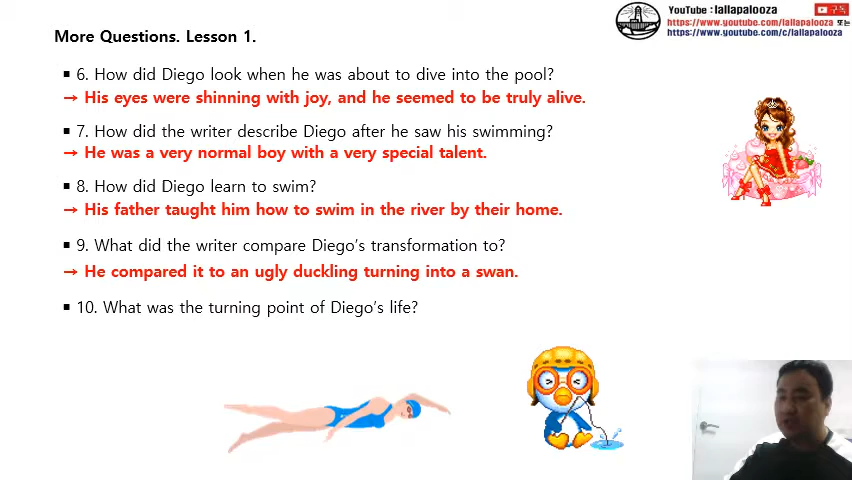 More Questions. Lesson 1.
YouTube : lallapalooza 구독
https://www.youtube.com/lallapalooza 또는
https://www.youtube.com/c/lallapalooza
■ 6. How did Diego look when he was about to dive into the pool?
→ His eyes were shinning with joy, and he seemed to be truly alive.
■ 7. How did the writer describe Diego after he saw his swimming?
→ He was a very normal boy with a very special talent.
■ 8. How did Diego learn to swim?
→ His father taught him how to swim in the river by their home.
■ 9. What did the writer compare Diego's transformation to?
→ He compared it to an ugly duckling turning into a swan.
■ 10. What was the turning point of Diego's life?